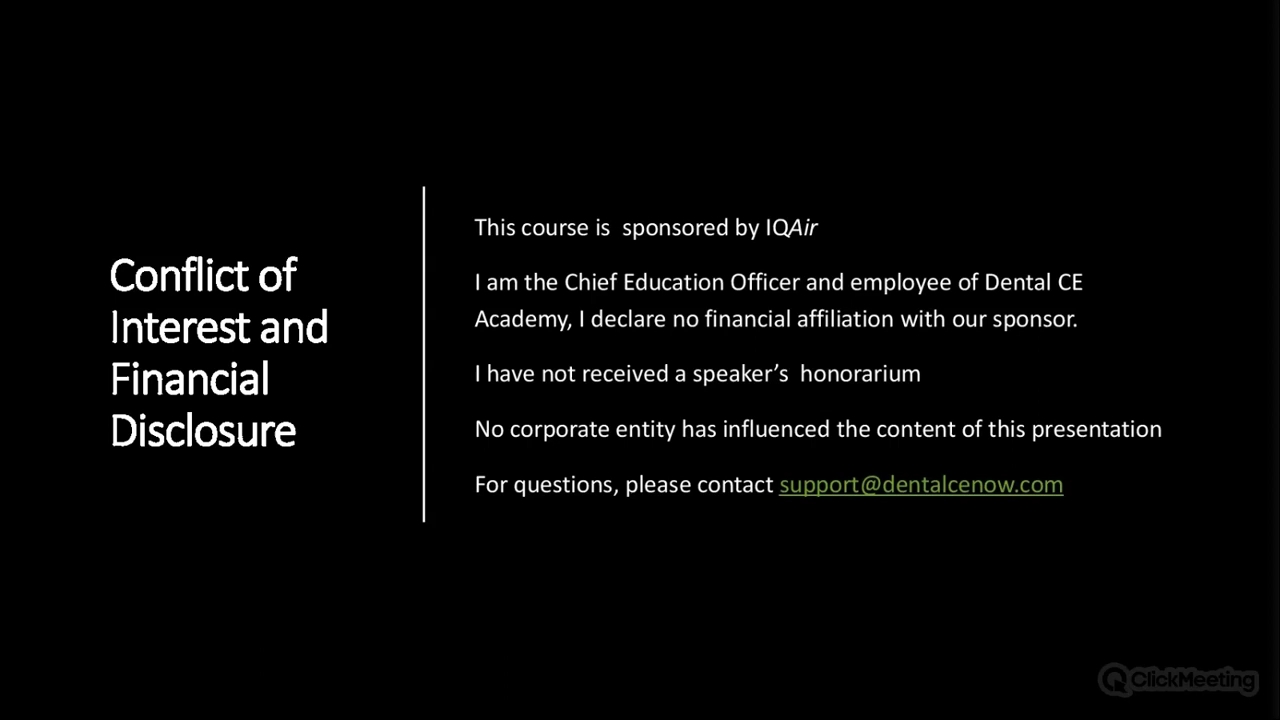 Conflict of
Interest and
Financial
Disclosure
This course is  sponsored by IQAir
I am the Chief Education Officer and employee of Dental CE
Academy, I declare no financial affiliation with our sponsor.
I have not received a speaker’s  honorarium
No corporate entity has influenced the content of this presentation
For questions, please contact support@dentalcenow.com
ClickMeeting